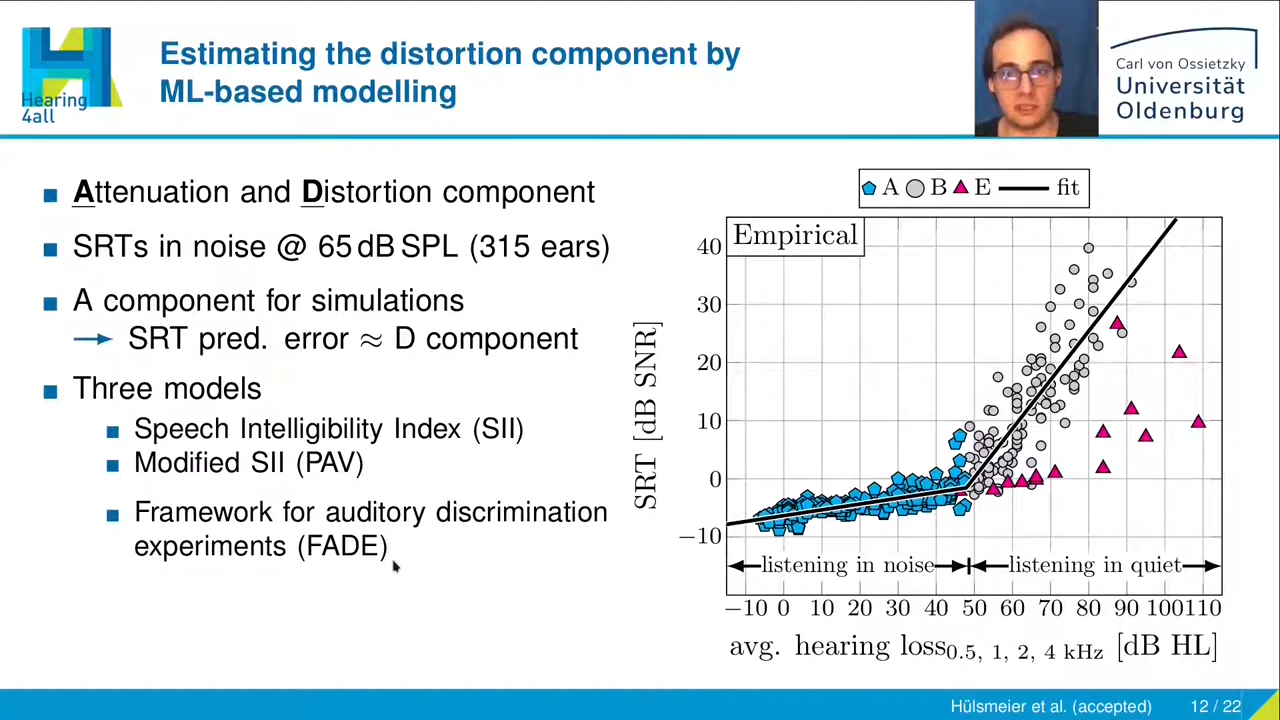 Hearing
4all
Estimating the distortion component by
ML-based modelling
Carl von Ossietzky
Universität
Oldenburg
Attenuation and Distortion component
SRTs in noise @ 65 dB SPL (315 ears)
A component for simulations
→ SRT pred. error ≈ D component
Three models
Speech Intelligibility Index (SII)
Modified SII (PAV)
Framework for auditory discrimination
experiments (FADE)
A B E fit
Empirical
SRT [dB SNR]
40
30
20
10
0
−10
listening in noise listening in quiet
−10 0 10 20 30 40 50 60 70 80 90 100 110
avg. hearing loss0.5, 1, 2, 4 kHz [dB HL]
Hülsmeier et al. (accepted) 12 / 22